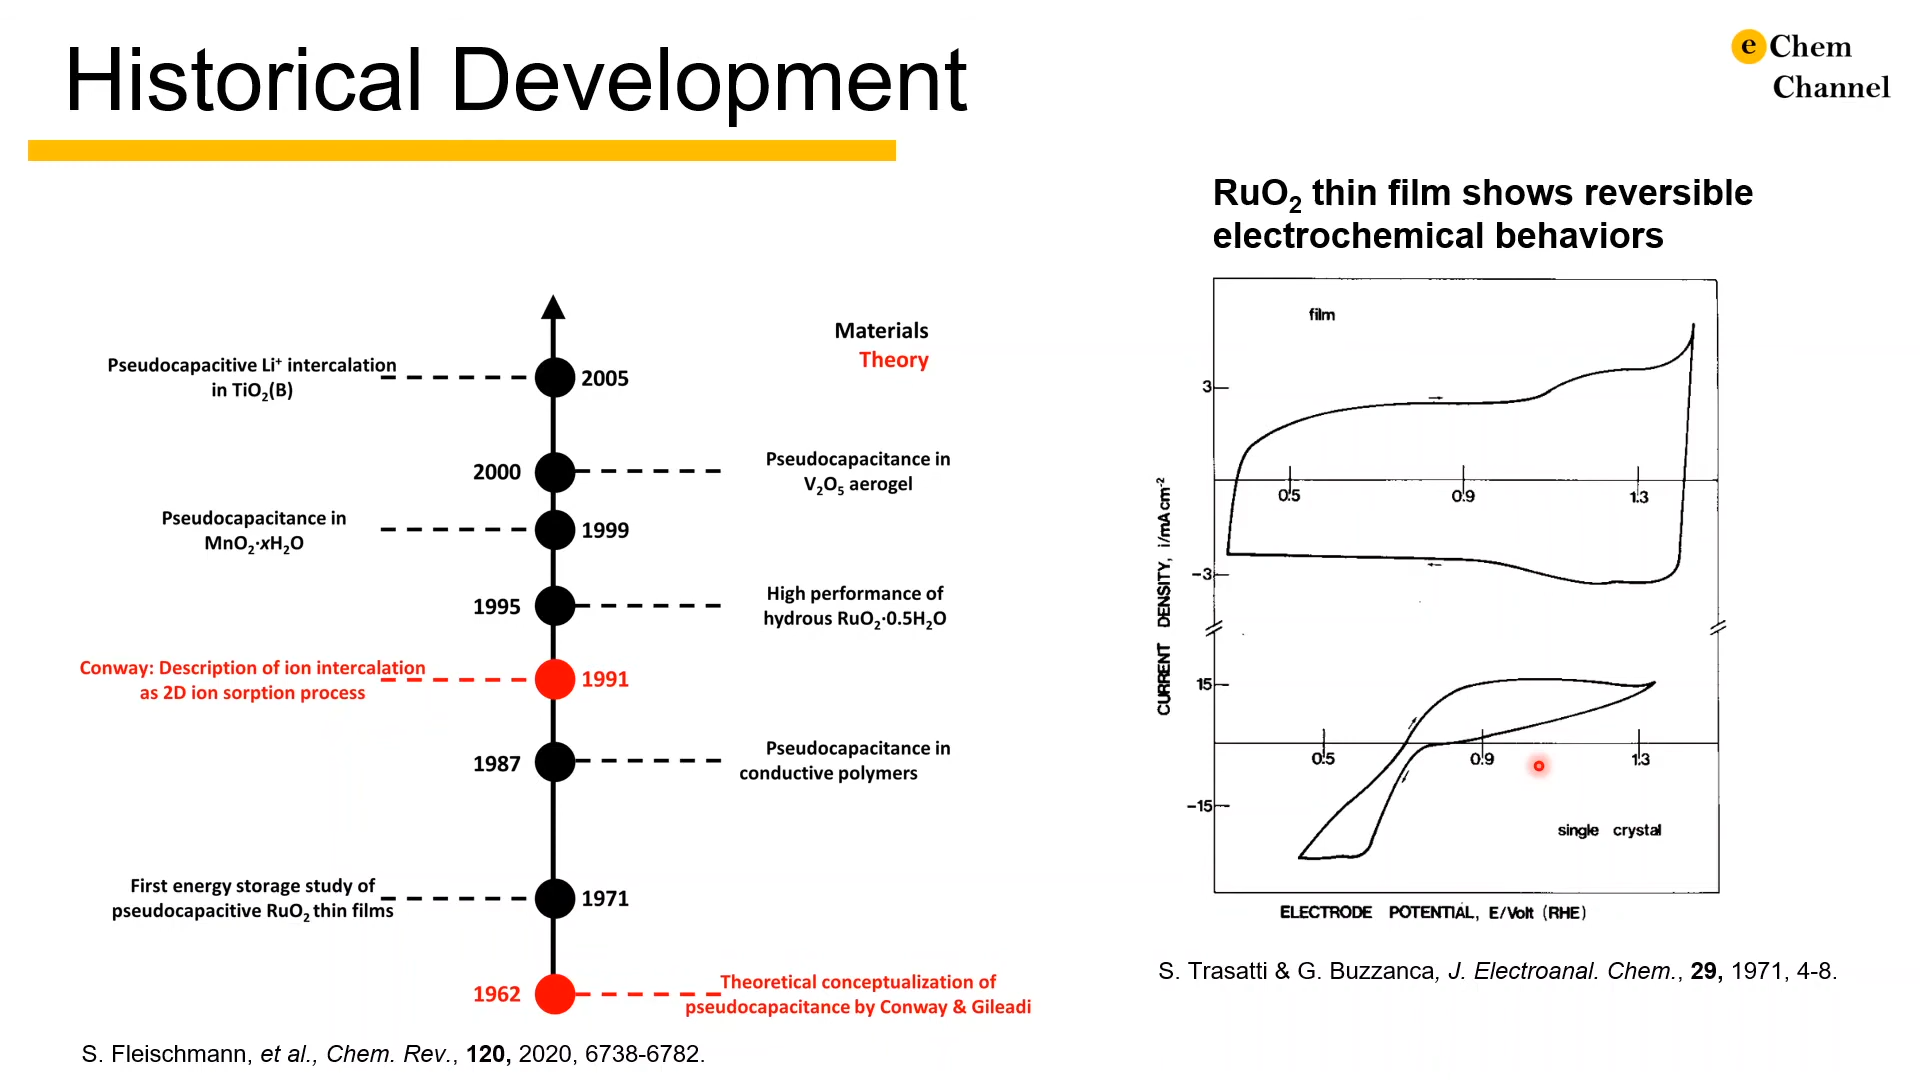 Historical Development
e Chem
Channel
RuO₂ thin film shows reversible
electrochemical behaviors
Materials
Theory
Pseudocapacitive Li⁺ intercalation
in TiO₂(B)
2005
2000
Pseudocapacitance in
V₂O₅ aerogel
Pseudocapacitance in
MnO₂·xH₂O
1999
1995
High performance of
hydrous RuO₂·0.5H₂O
Conway: Description of ion intercalation
as 2D ion sorption process
1991
1987
Pseudocapacitance in
conductive polymers
First energy storage study of
pseudocapacitive RuO₂ thin films
1971
1962
Theoretical conceptualization of
pseudocapacitance by Conway & Gileadi
S. Fleischmann, et al., Chem. Rev., 120, 2020, 6738-6782.
film
3
0.5
0.9
1.3
-3
CURRENT DENSITY, i/mA cm⁻²
15
0.5
0.9
1.3
-15
single crystal
ELECTRODE POTENTIAL, E/Volt (RHE)
S. Trasatti & G. Buzzanca, J. Electroanal. Chem., 29, 1971, 4-8.